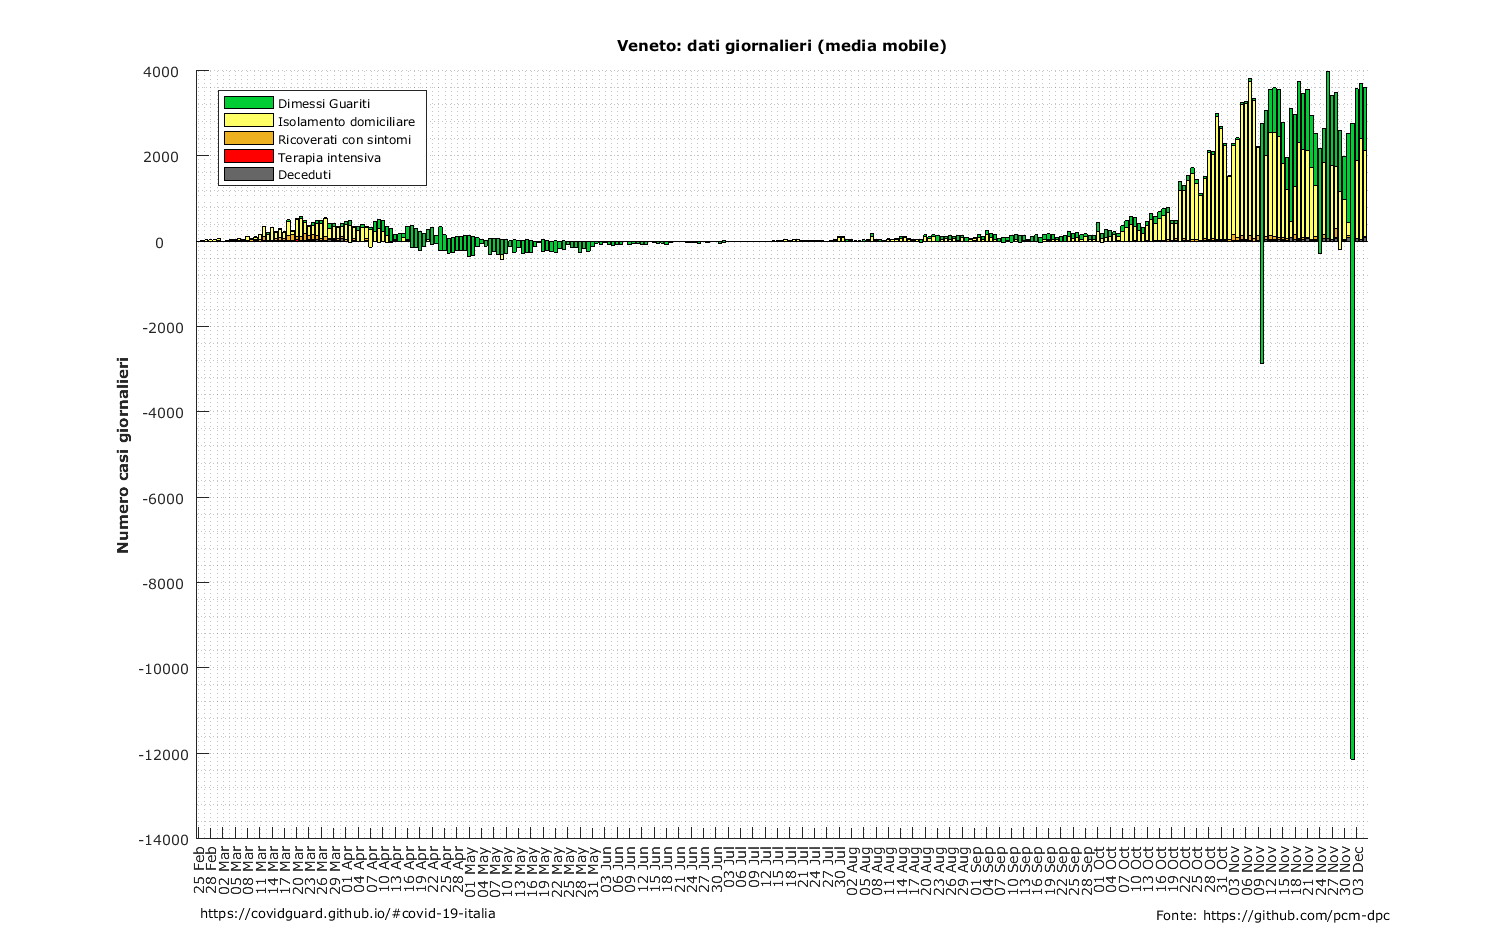 Veneto: dati giornalieri (media mobile)
Dimessi Guariti
Isolamento domiciliare
Ricoverati con sintomi
Terapia intensiva
Deceduti
Numero casi giornalieri
4000
2000
0
-2000
-4000
-6000
-8000
-10000
-12000
-14000
25 Feb
28 Feb
02 Mar
05 Mar
08 Mar
11 Mar
14 Mar
17 Mar
20 Mar
23 Mar
26 Mar
29 Mar
01 Apr
04 Apr
07 Apr
10 Apr
13 Apr
16 Apr
19 Apr
22 Apr
25 Apr
28 Apr
01 May
04 May
07 May
10 May
13 May
16 May
19 May
22 May
25 May
28 May
31 May
03 Jun
06 Jun
09 Jun
12 Jun
15 Jun
18 Jun
21 Jun
24 Jun
27 Jun
30 Jun
03 Jul
06 Jul
09 Jul
12 Jul
15 Jul
18 Jul
21 Jul
24 Jul
27 Jul
30 Jul
02 Aug
05 Aug
08 Aug
11 Aug
14 Aug
17 Aug
20 Aug
23 Aug
26 Aug
29 Aug
01 Sep
04 Sep
07 Sep
10 Sep
13 Sep
16 Sep
19 Sep
22 Sep
25 Sep
28 Sep
01 Oct
04 Oct
07 Oct
10 Oct
13 Oct
16 Oct
19 Oct
22 Oct
25 Oct
28 Oct
31 Oct
03 Nov
06 Nov
09 Nov
12 Nov
15 Nov
18 Nov
21 Nov
24 Nov
27 Nov
30 Nov
03 Dec
https://covidguard.github.io/#covid-19-italia
Fonte: https://github.com/pcm-dpc